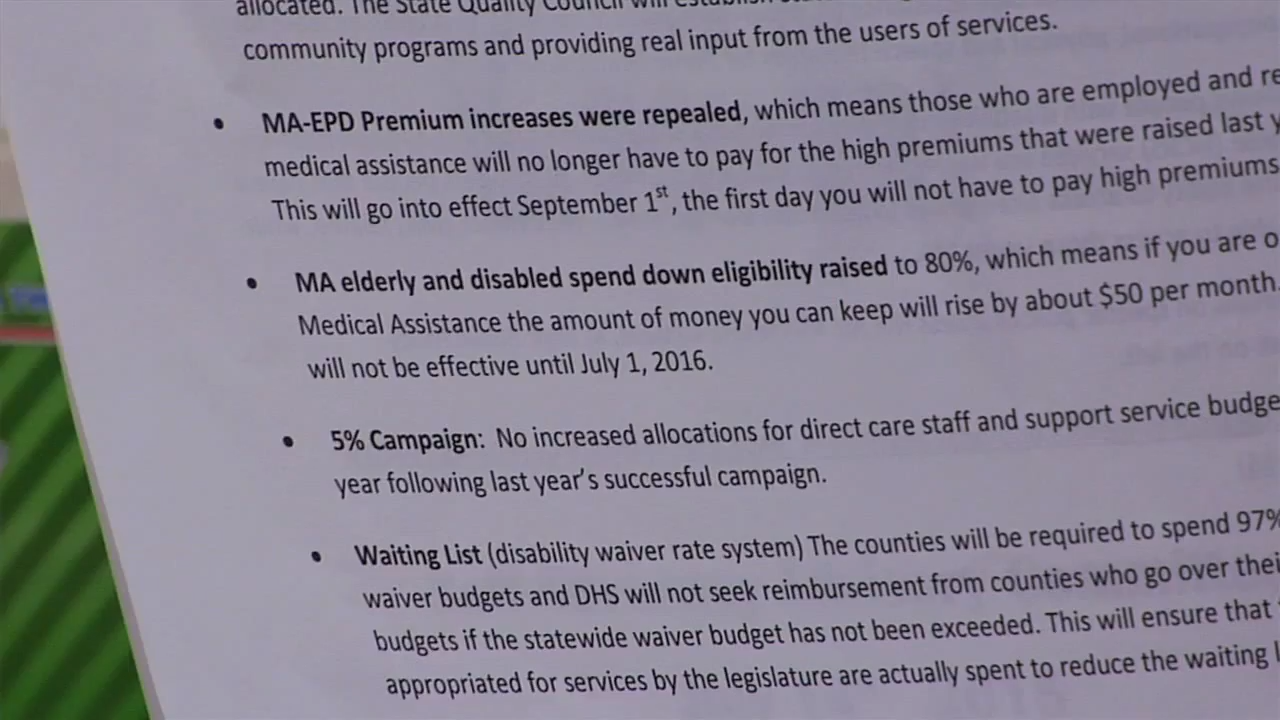 allocated. The State Quality Council will
community programs and providing real input from the users of services.
• MA-EPD Premium increases were repealed, which means those who are employed and
medical assistance will no longer have to pay for the high premiums that were raised last
This will go into effect September 1st, the first day you will not have to pay high premiums
• MA elderly and disabled spend down eligibility raised to 80%, which means if you are
Medical Assistance the amount of money you can keep will rise by about $50 per month.
will not be effective until July 1, 2016.
• 5% Campaign: No increased allocations for direct care staff and support service
year following last year's successful campaign.
• Waiting List (disability waiver rate system) The counties will be required to spend 97%
waiver budgets and DHS will not seek reimbursement from counties who go over
budgets if the statewide waiver budget has not been exceeded. This will ensure that
appropriated for services by the legislature are actually spent to reduce the waiting